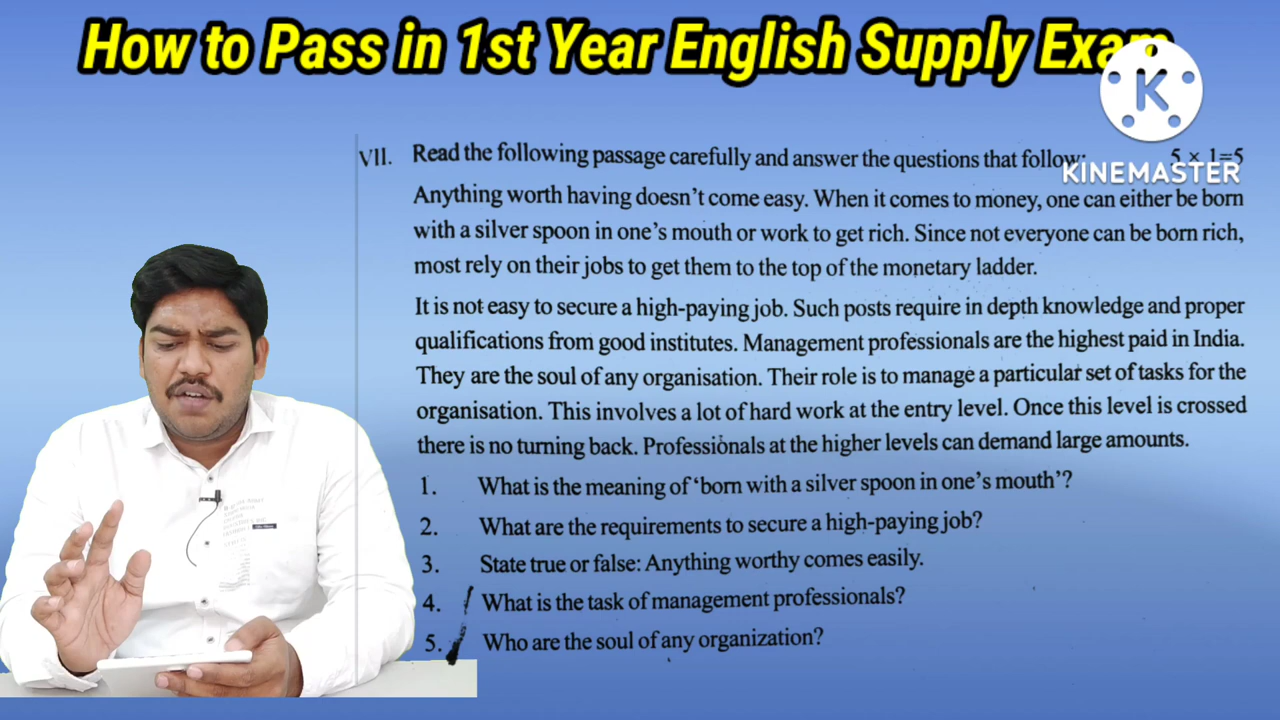 How to Pass in 1st Year English Supply Exam
K
KINEMASTER
VII. Read the following passage carefully and answer the questions that follow: 5 × 1=5
Anything worth having doesn't come easy. When it comes to money, one can either be born
with a silver spoon in one's mouth or work to get rich. Since not everyone can be born rich,
most rely on their jobs to get them to the top of the monetary ladder.
It is not easy to secure a high-paying job. Such posts require in depth knowledge and proper
qualifications from good institutes. Management professionals are the highest paid in India.
They are the soul of any organisation. Their role is to manage a particular set of tasks for the
organisation. This involves a lot of hard work at the entry level. Once this level is crossed
there is no turning back. Professionals at the higher levels can demand large amounts.
1. What is the meaning of 'born with a silver spoon in one's mouth'?
2. What are the requirements to secure a high-paying job?
3. State true or false: Anything worthy comes easily.
4. What is the task of management professionals?
5. Who are the soul of any organization?